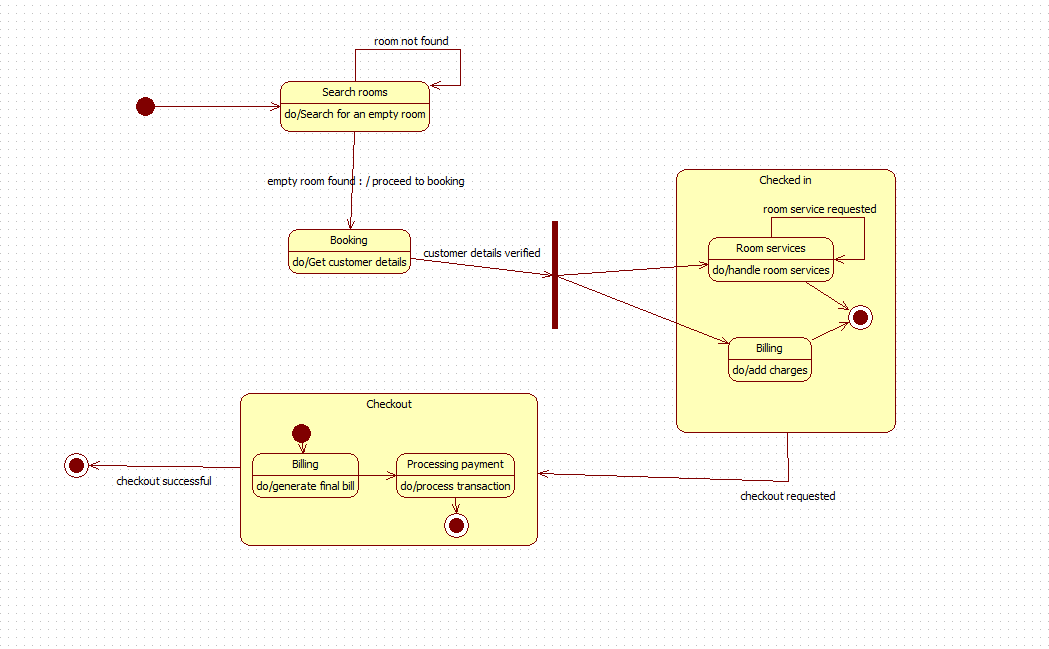 room not found
Search rooms
do/Search for an empty room
empty room found : / proceed to booking
Booking
do/Get customer details
customer details verified
Checked in
room service requested
Room services
do/handle room services
Billing
do/add charges
checkout requested
Checkout
Billing
do/generate final bill
Processing payment
do/process transaction
checkout successful